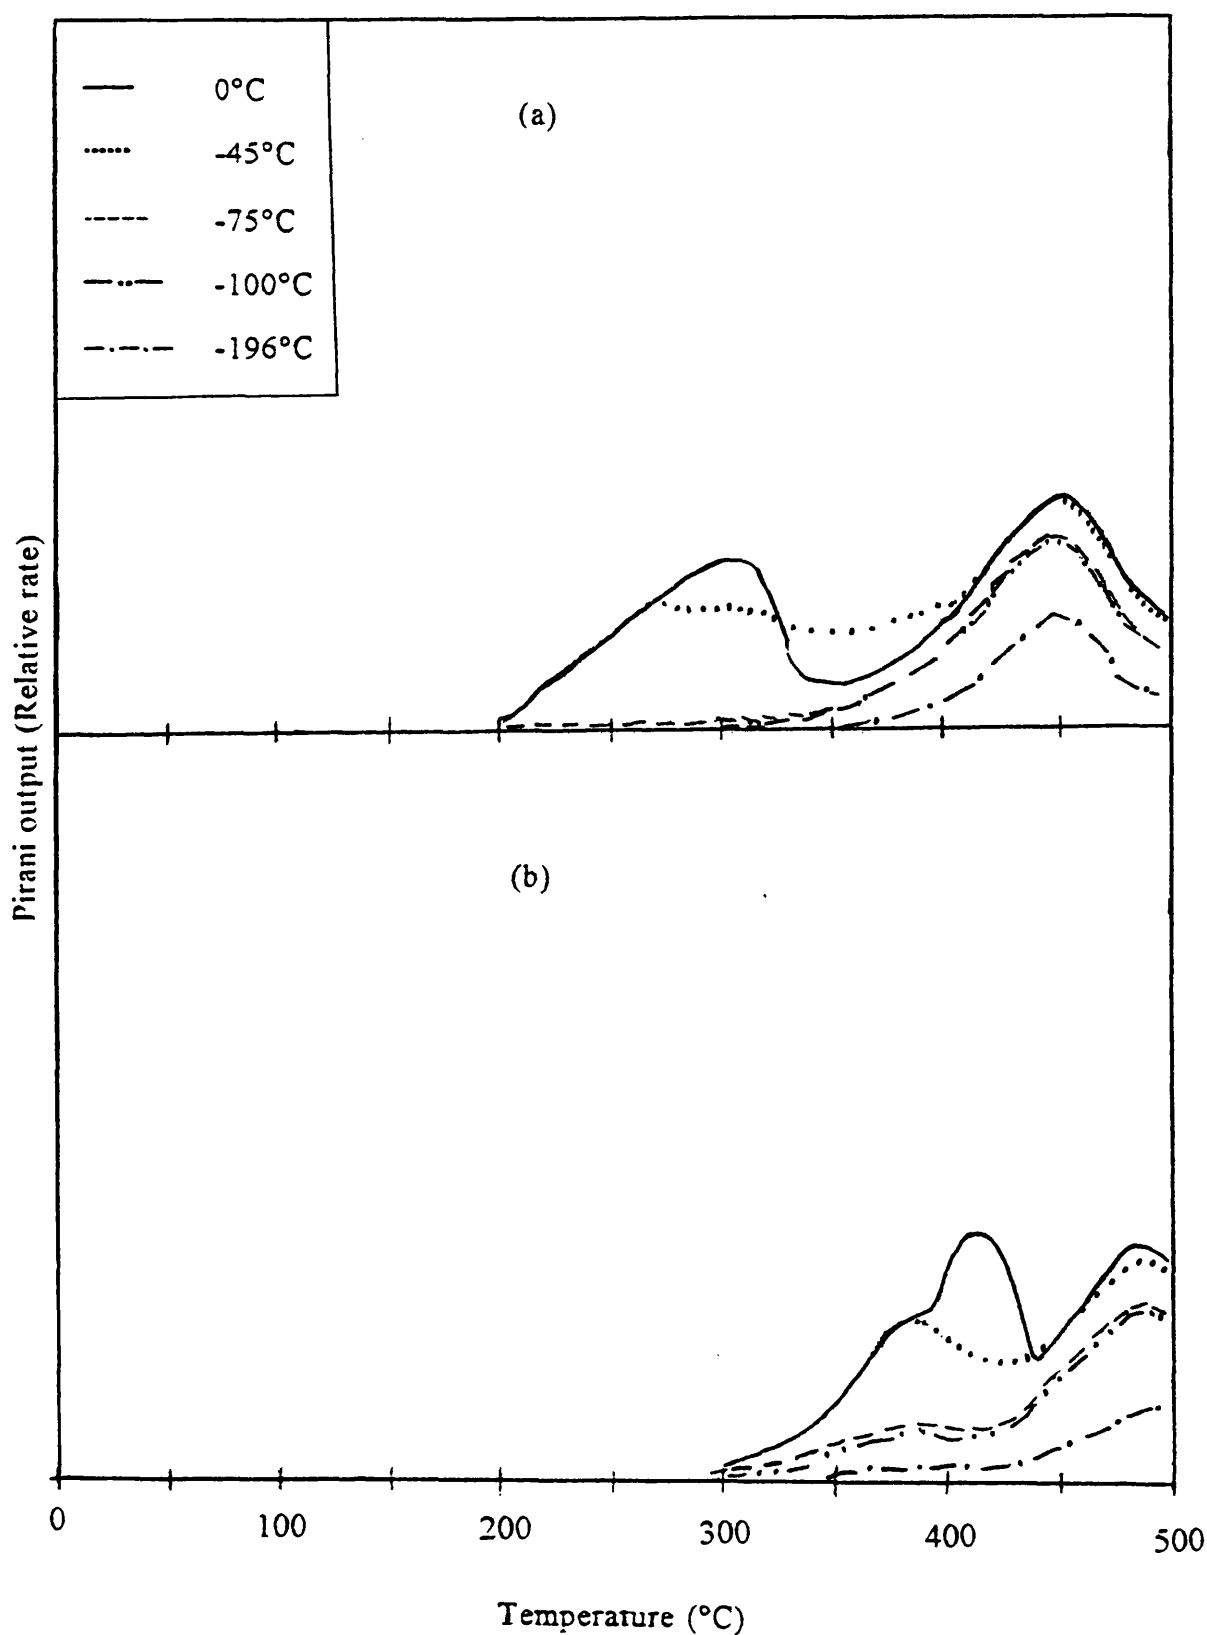 0°C
-45°C
-75°C
-100°C
-196°C
(a)
Pirani output (Relative rate)
(b)
0
100
200
300
400
500
Temperature (°C)